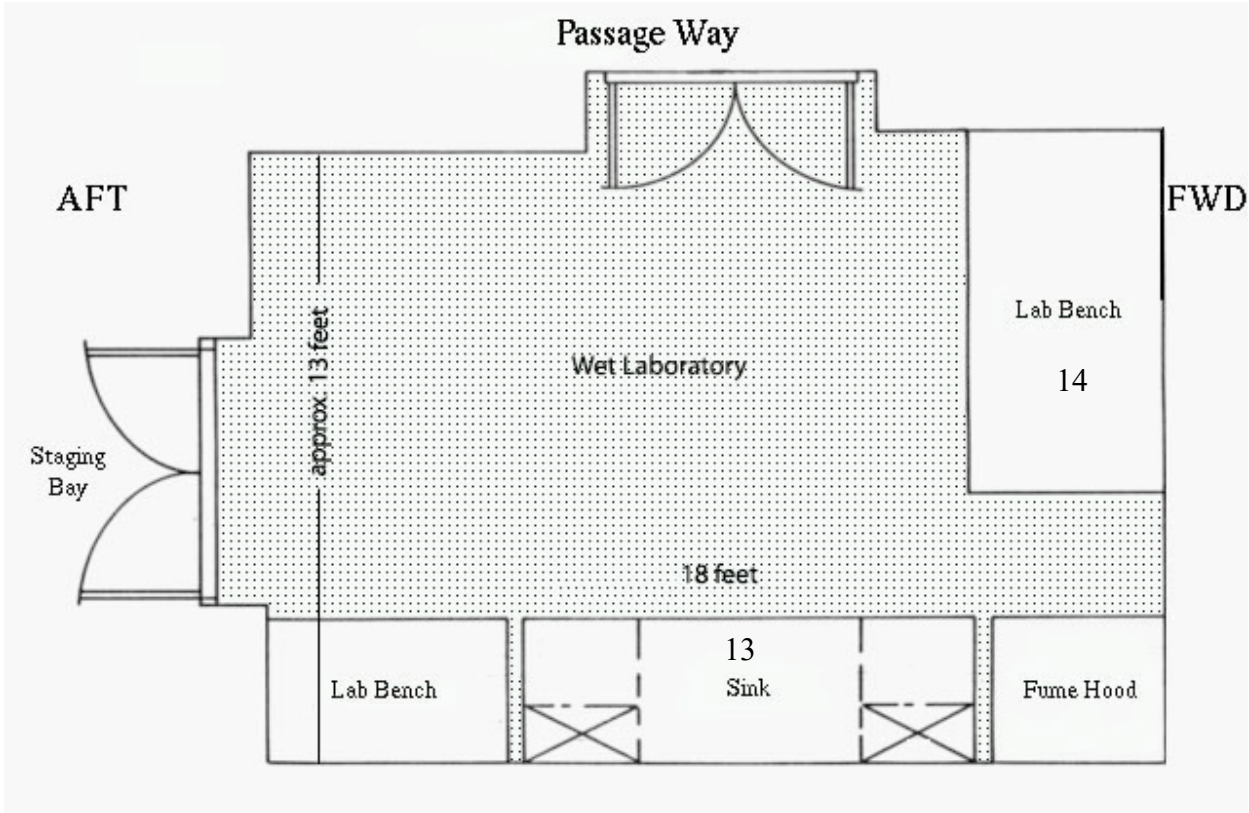 Passage Way
AFT
FWD
Lab Bench
14
approx. 13 feet
Wet Laboratory
Staging
Bay
18 feet
13
Lab Bench
Sink
Fume Hood